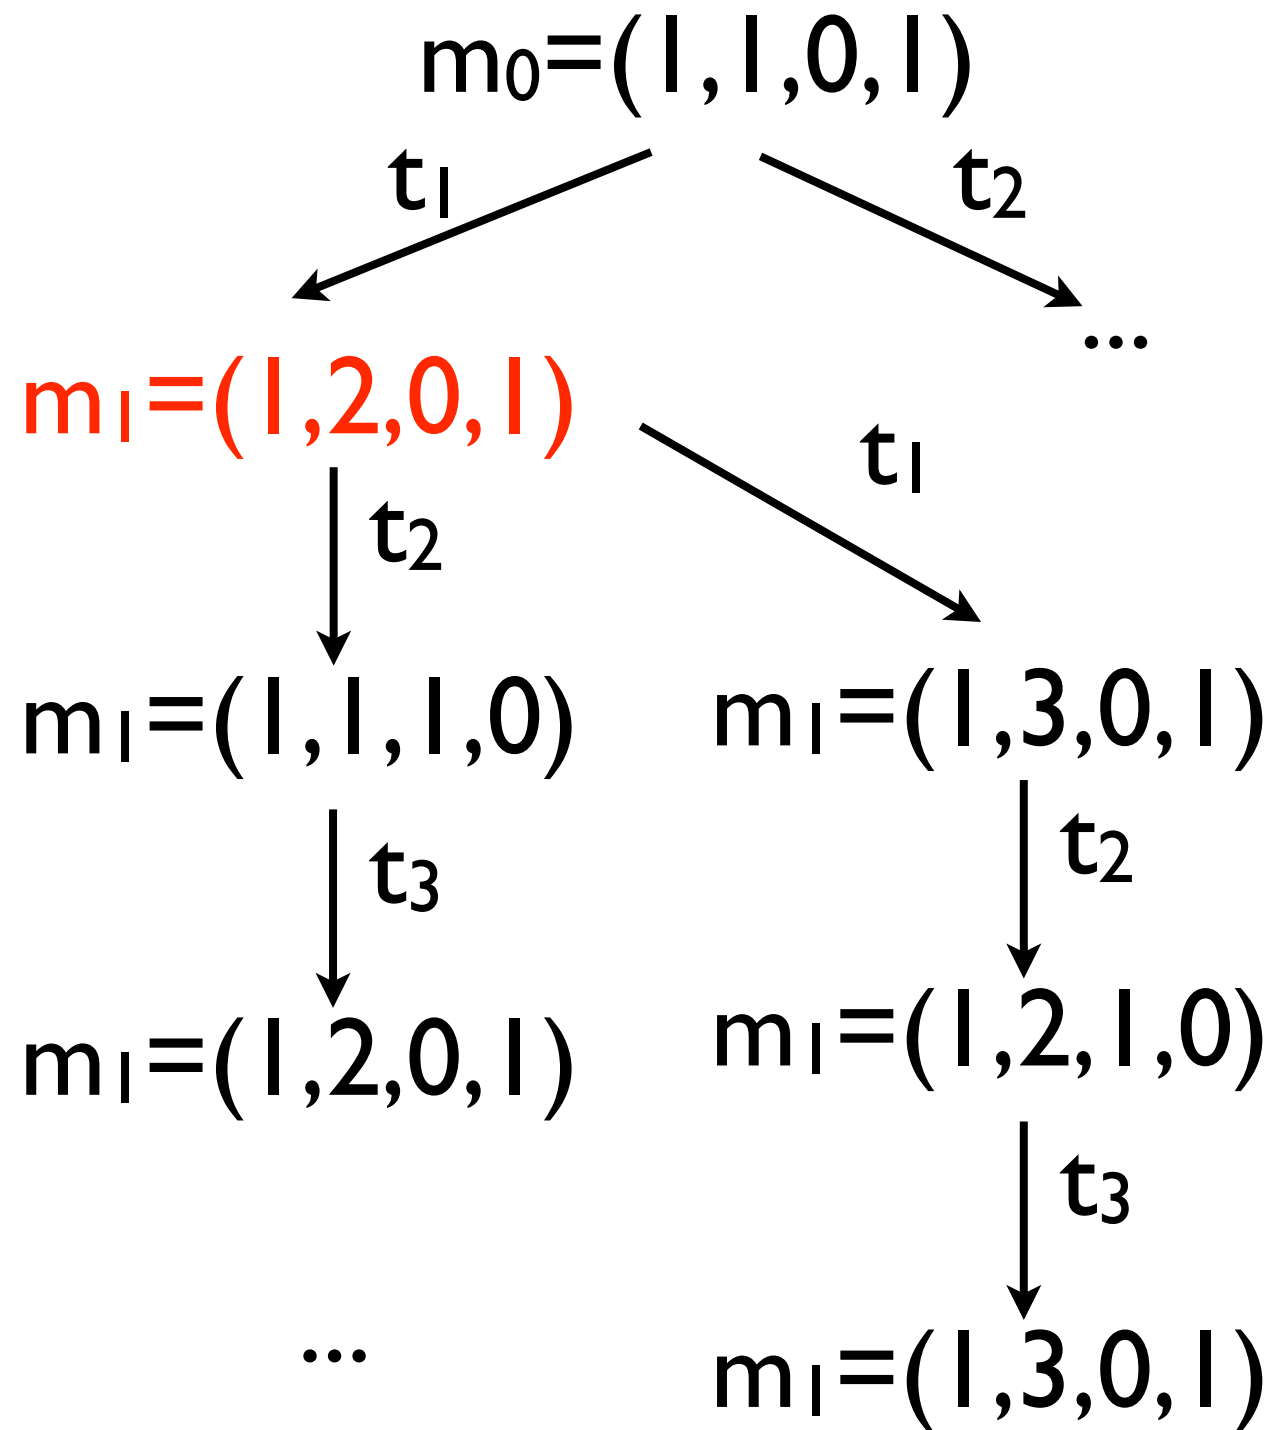 m₀=(1,1,0,1)
t₁ t₂
...
m₁=(1,2,0,1)
t₁
t₂
m₁=(1,1,1,0) m₁=(1,3,0,1)
t₃ t₂
m₁=(1,2,0,1) m₁=(1,2,1,0)
t₃
... m₁=(1,3,0,1)